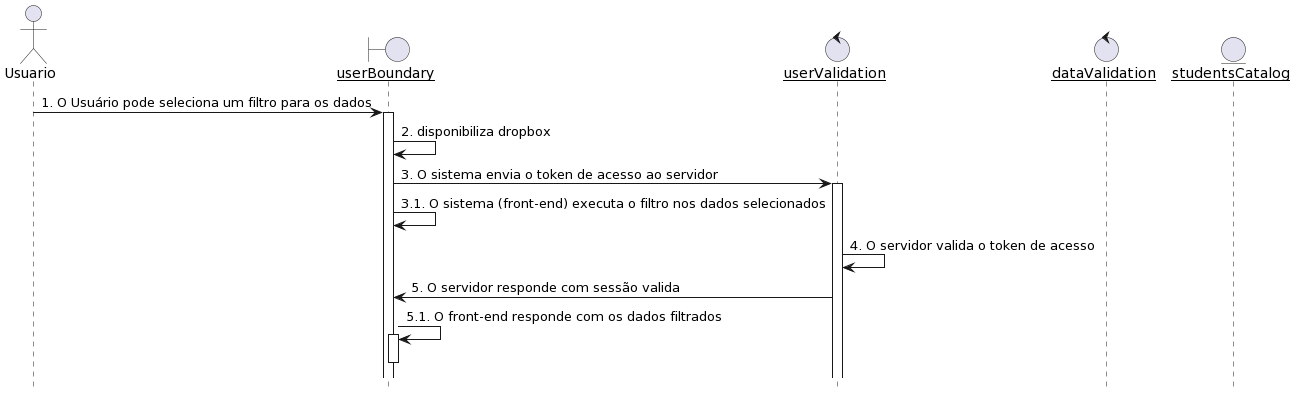 Usuario
userBoundary
userValidation
dataValidation
studentsCatalog
1. O Usuário pode seleciona um filtro para os dados
2. disponibiliza dropbox
3. O sistema envia o token de acesso ao servidor
3.1. O sistema (front-end) executa o filtro nos dados selecionados
4. O servidor valida o token de acesso
5. O servidor responde com sessão valida
5.1. O front-end responde com os dados filtrados